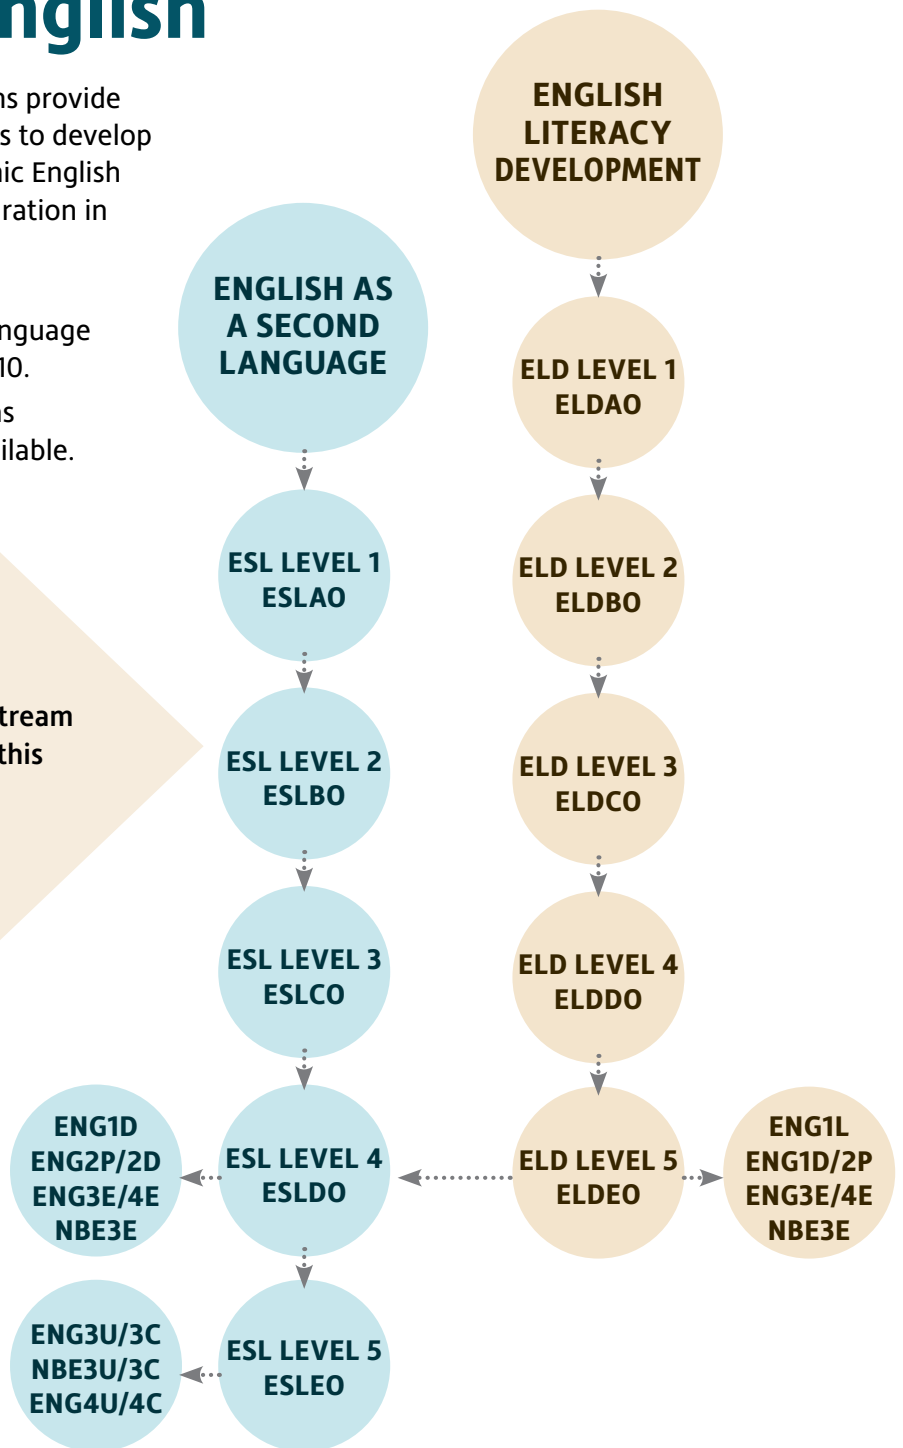 nglish
ns provide
s to develop
nic English
ration in
nguage
10.
ns
ilable.
tream
this
ENGLISH AS
A SECOND
LANGUAGE
ESL LEVEL 1
ESLAO
ESL LEVEL 2
ESLBO
ESL LEVEL 3
ESLCO
ESL LEVEL 4
ESLDO
ENG1D
ENG2P/2D
ENG3E/4E
NBE3E
ESL LEVEL 5
ESLEO
ENG3U/3C
NBE3U/3C
ENG4U/4C
ENGLISH
LITERACY
DEVELOPMENT
ELD LEVEL 1
ELDAO
ELD LEVEL 2
ELDBO
ELD LEVEL 3
ELDCO
ELD LEVEL 4
ELDDO
ELD LEVEL 5
ELDEO
ENG1L
ENG1D/2P
ENG3E/4E
NBE3E